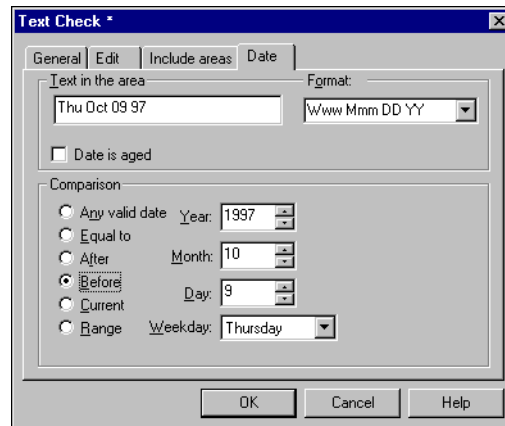 Text Check *
General Edit Include areas Date
Text in the area Format:
Thu Oct 09 97 Www Mmm DD YY
Date is aged
Comparison
Any valid date Year: 1997
Equal to
After Month: 10
Before
Current Day: 9
Range Weekday: Thursday
OK Cancel Help